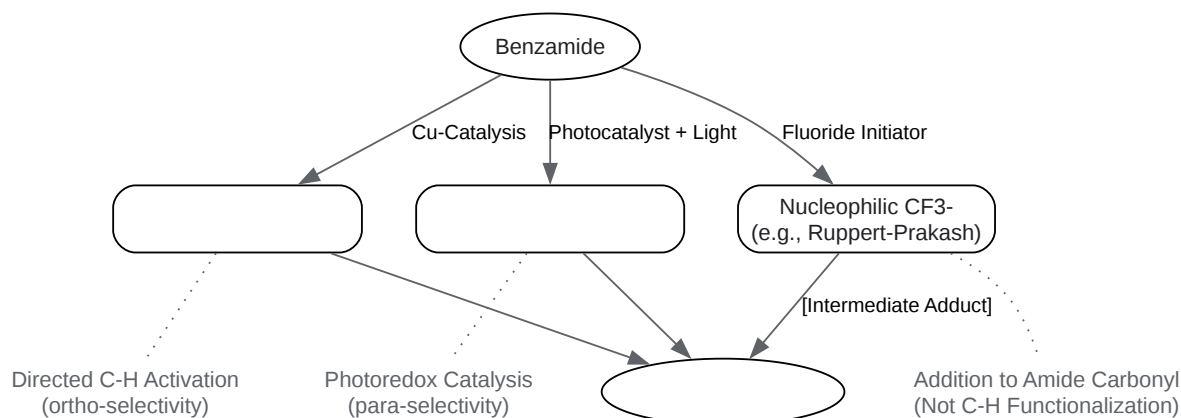 Benzamide
Cu-Catalysis
Photocatalyst + Light
Fluoride Initiator
Nucleophilic CF3-
(e.g., Ruppert-Prakash)
[Intermediate Adduct]
Directed C-H Activation
(ortho-selectivity)
Photoredox Catalysis
(para-selectivity)
Addition to Amide Carbonyl
(Not C-H Functionalization)